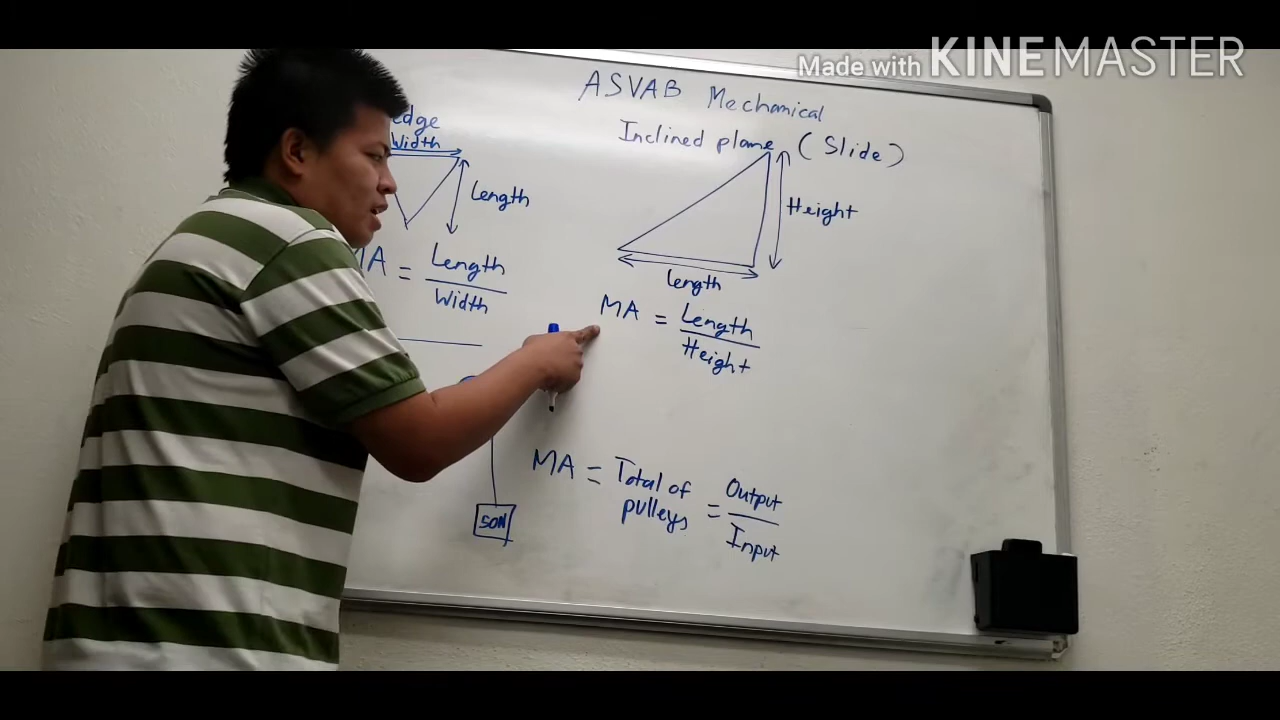 Made with KINEMASTER
ASVAB Mechanical
edge
Width
Length
MA = Length
Width
Inclined plane (Slide)
Height
length
MA = Length
Height
50N
MA = Total of pulleys = Output
Input